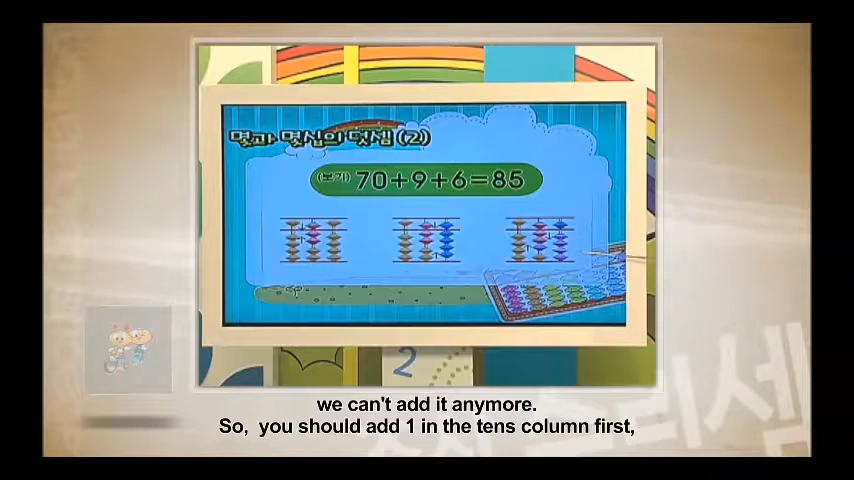 몇과 몇십의 덧셈 (2)
(보기) 70+9+6=85
2
we can't add it anymore.
So, you should add 1 in the tens column first,